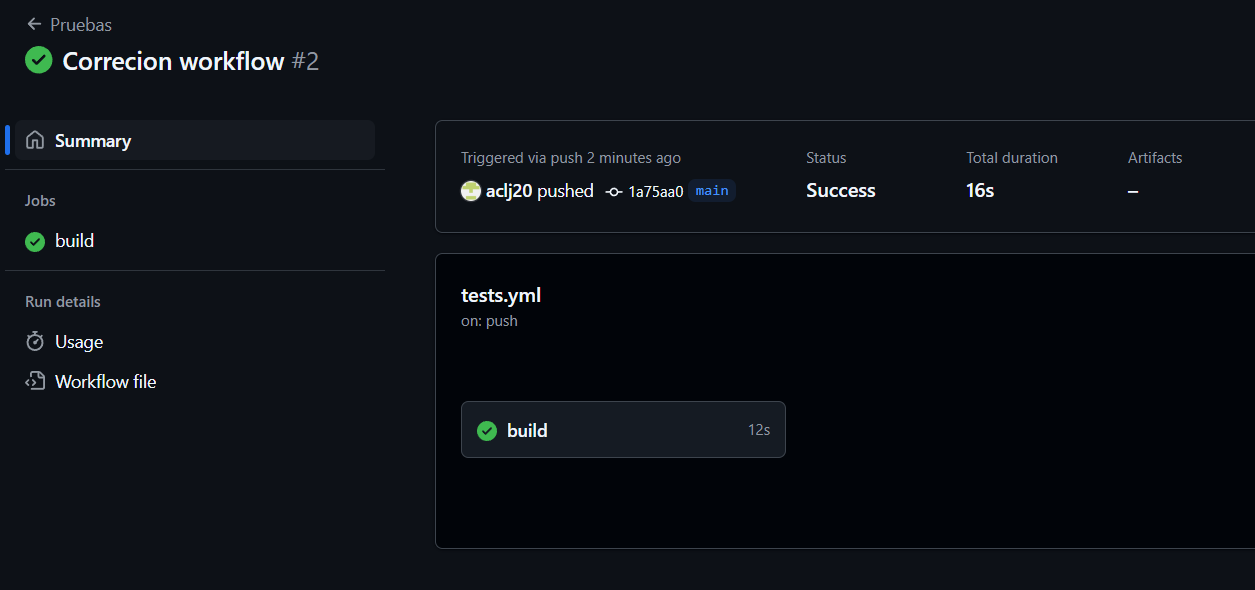 ← Pruebas
Correcion workflow #2
Summary
Jobs
build
Run details
Usage
Workflow file
Triggered via push 2 minutes ago
aclj20 pushed 1a75aa0 main
Status
Success
Total duration
16s
Artifacts
–
tests.yml
on: push
build 12s